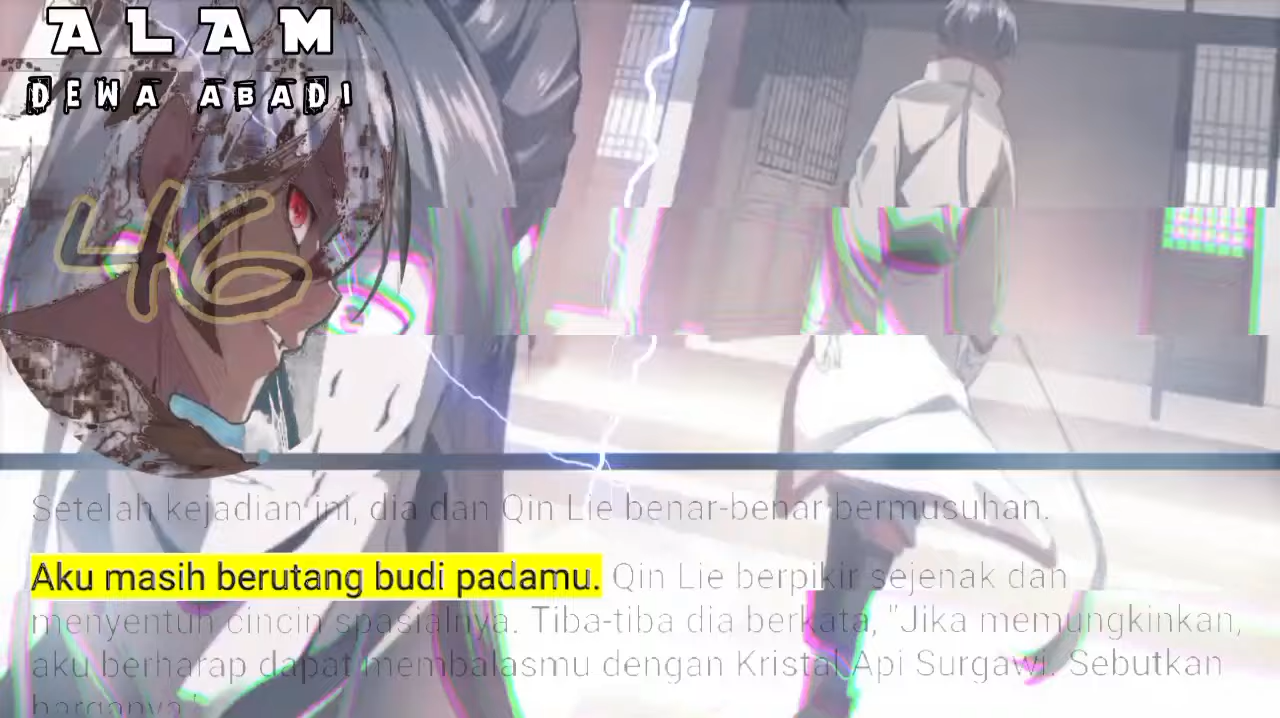 ALAM
DEWA ABADI
46
Setelah kejadian ini, dia dan Qin Lie benar-benar bermusuhan.
Aku masih berutang budi padamu. Qin Lie berpikir sejenak dan
menyentuh cincin spasialnya. Tiba-tiba dia berkata, "Jika memungkinkan,
aku berharap dapat membalasmu dengan Kristal Api Surgawi. Sebutkan
harganya."